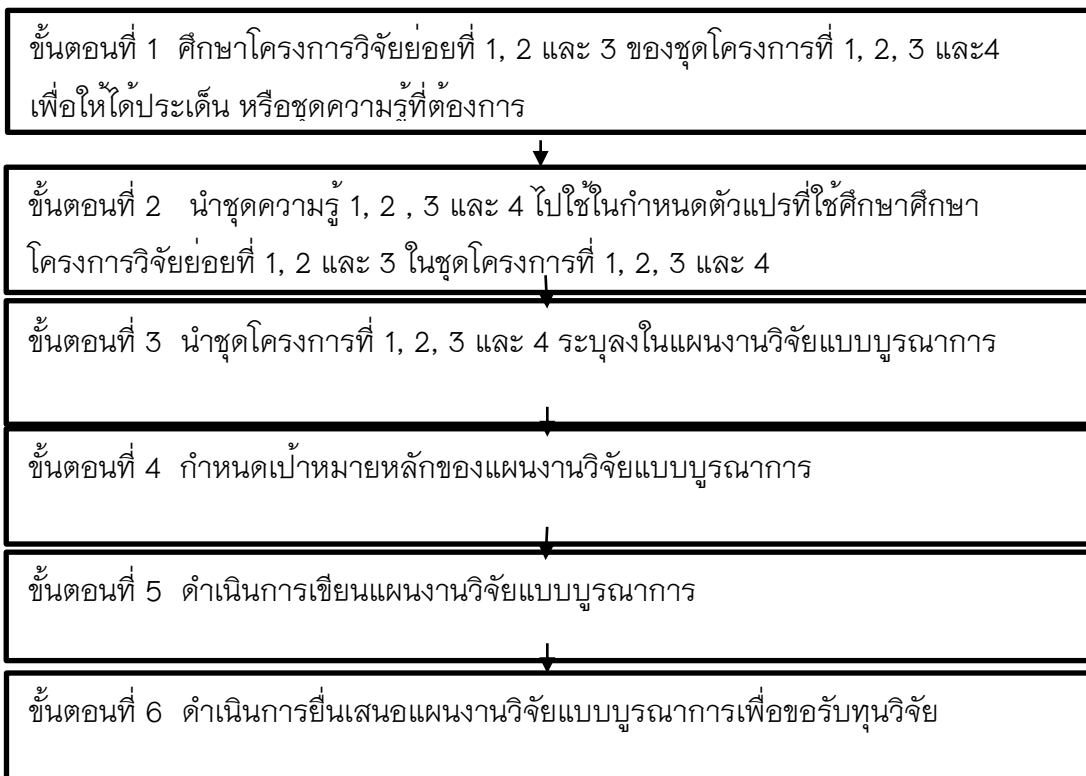 ขั้นตอนที่ 1 ศึกษาโครงการวิจัยย่อยที่ 1, 2 และ 3 ของชุดโครงการที่ 1, 2, 3 และ4
เพื่อให้ได้ประเด็น หรือชุดความรู้ที่ต้องการ
ขั้นตอนที่ 2 นำชุดความรู้ 1, 2 , 3 และ 4 ไปใช้ในกำหนดตัวแปรที่ใช้ศึกษาศึกษา
โครงการวิจัยย่อยที่ 1, 2 และ 3 ในชุดโครงการที่ 1, 2, 3 และ 4
ขั้นตอนที่ 3 นำชุดโครงการที่ 1, 2, 3 และ 4 ระบุลงในแผนงานวิจัยแบบบูรณาการ
ขั้นตอนที่ 4 กำหนดเป้าหมายหลักของแผนงานวิจัยแบบบูรณาการ
ขั้นตอนที่ 5 ดำเนินการเขียนแผนงานวิจัยแบบบูรณาการ
ขั้นตอนที่ 6 ดำเนินการยื่นเสนอแผนงานวิจัยแบบบูรณาการเพื่อขอรับทุนวิจัย